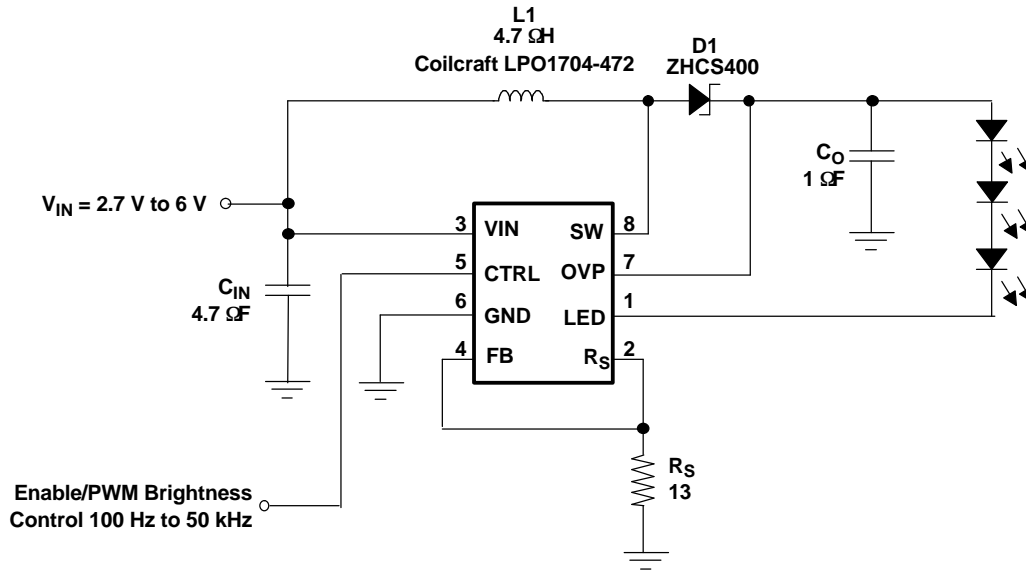 L1
4.7 ΩH
Coilcraft LPO1704-472
D1
ZHCS400
CO
1 ΩF
VIN = 2.7 V to 6 V
CIN
4.7 ΩF
3 VIN SW 8
5 CTRL OVP 7
6 GND LED 1
4 FB RS 2
RS
13
Enable/PWM Brightness
Control 100 Hz to 50 kHz